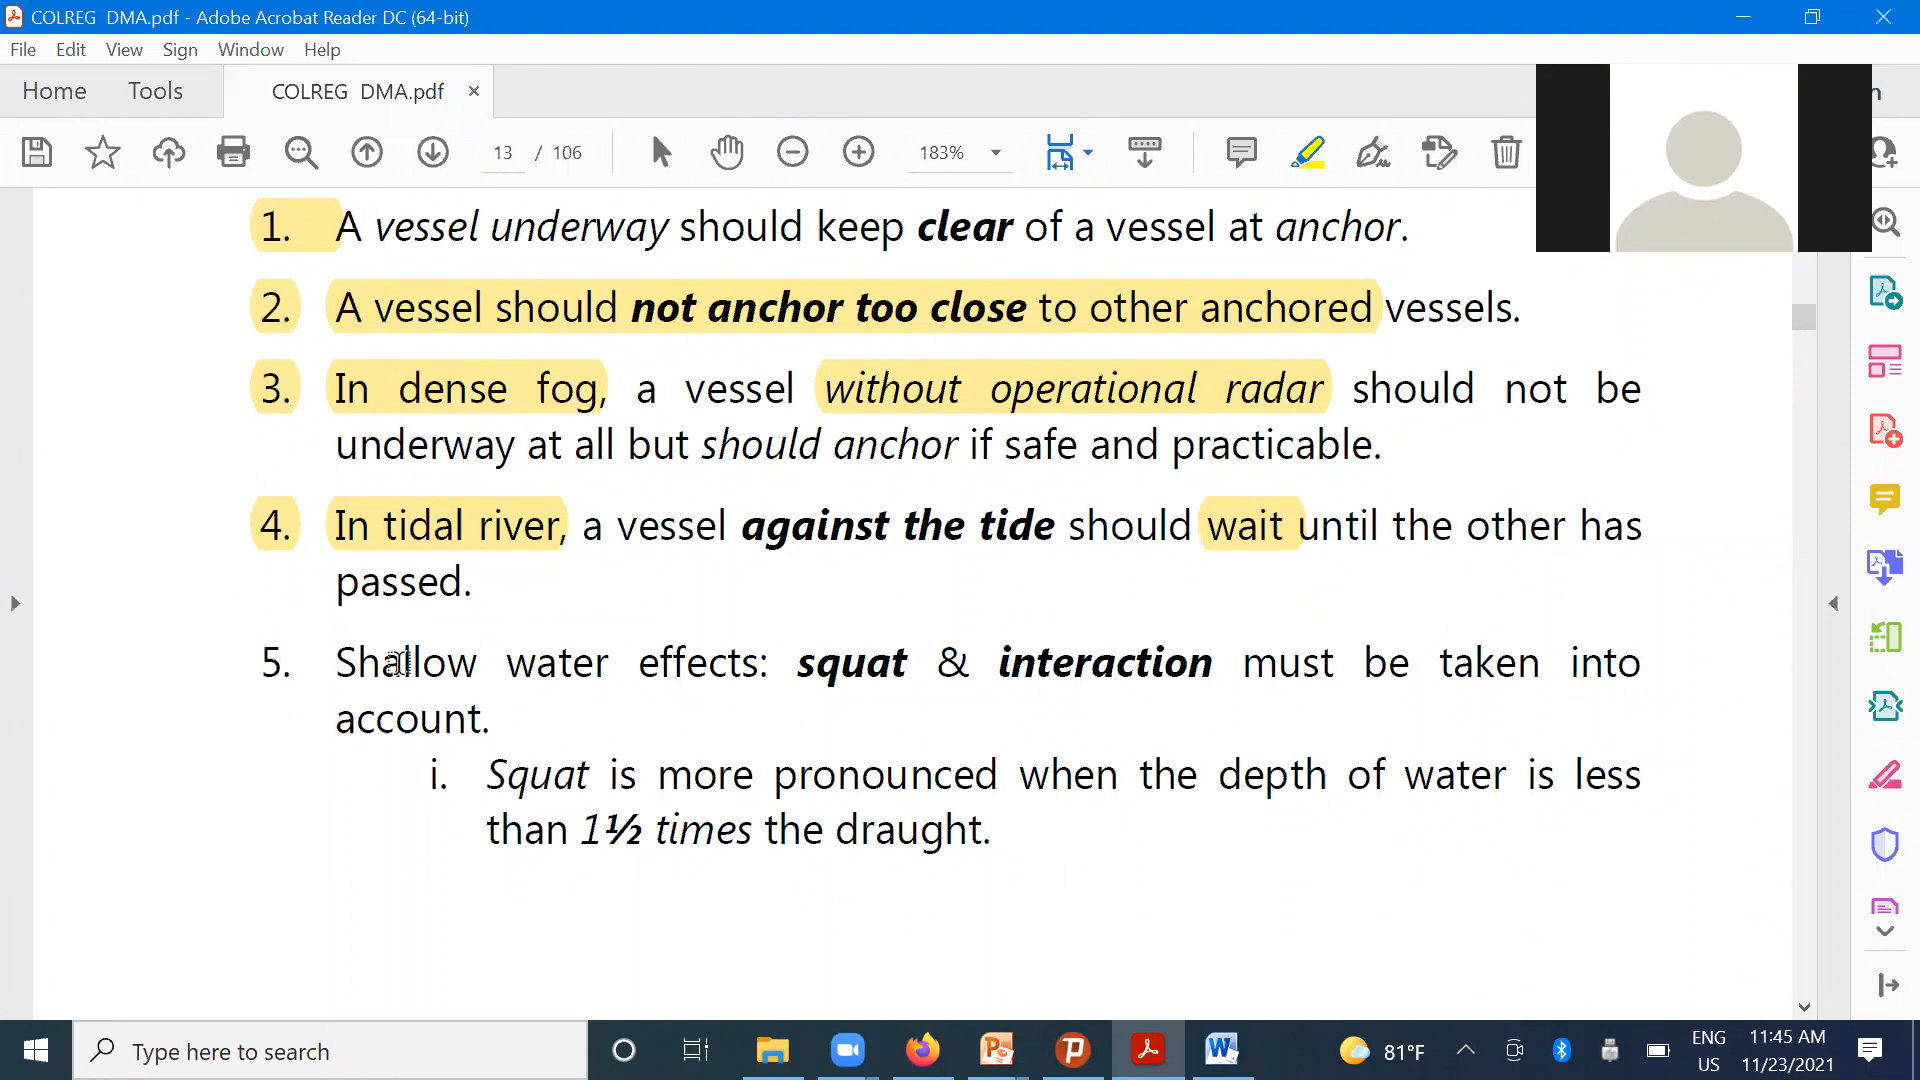 COLREG DMA.pdf - Adobe Acrobat Reader DC (64-bit)
File Edit View Sign Window Help
Home Tools COLREG DMA.pdf ×
13 / 106 183%
1. A vessel underway should keep clear of a vessel at anchor.
2. A vessel should not anchor too close to other anchored vessels.
3. In dense fog, a vessel without operational radar should not be
underway at all but should anchor if safe and practicable.
4. In tidal river, a vessel against the tide should wait until the other has
passed.
5. Shallow water effects: squat & interaction must be taken into
account.
i. Squat is more pronounced when the depth of water is less
than 1½ times the draught.
Type here to search
81°F
ENG
US
11:45 AM
11/23/2021